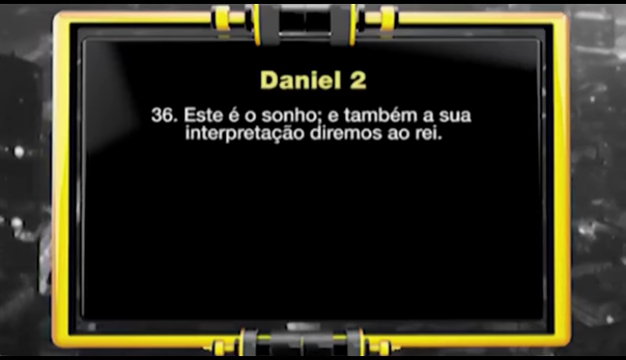 Daniel 2
36. Este é o sonho; e também a sua
interpretação diremos ao rei.